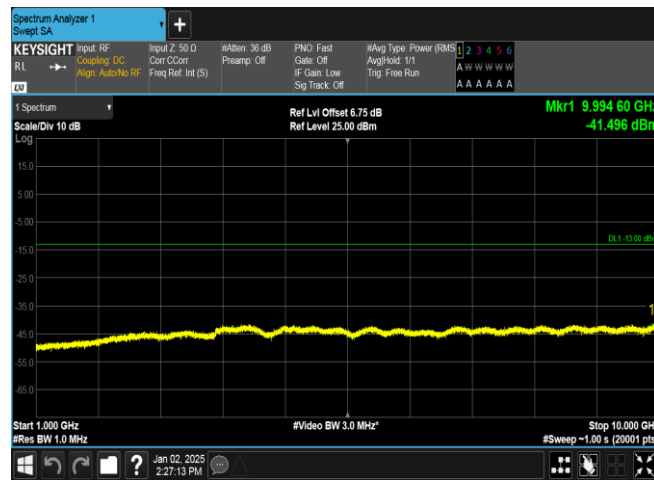 Spectrum Analyzer 1
Swept SA
+
KEYSIGHT Input: RF Input Z: 50 Ω #Atten: 36 dB PNO: Fast #Avg Type: Power (RMS 1 2 3 4 5 6
RL Coupling: DC Corr CCorr Preamp: Off Gate: Off Avg|Hold: 1/1 A W W W W W
Align: Auto/No RF Freq Ref: Int (S) IF Gain: Low Trig: Free Run
LXI Sig Track: Off A A A A A A
1 Spectrum Ref Lvl Offset 6.75 dB Mkr1 9.994 60 GHz
Scale/Div 10 dB Ref Level 25.00 dBm -41.496 dBm
Log
15.0
5.00
-5.00
DL1 -13.00 dBm
-15.0
-25.0
-35.0
1
-45.0
-55.0
-65.0
Start 1.000 GHz #Video BW 3.0 MHz* Stop 10.000 GH
#Res BW 1.0 MHz #Sweep ~1.00 s (20001 pts
? Jan 02, 2025
2:27:13 PM